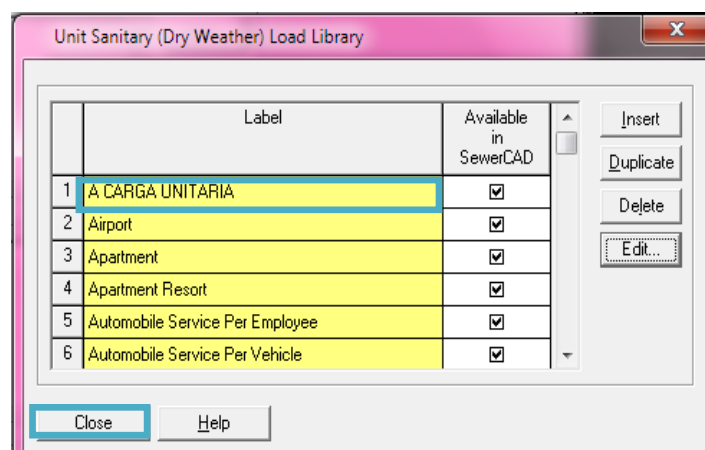 Unit Sanitary (Dry Weather) Load Library
x
Label
Available
in
SewerCAD
1 A CARGA UNITARIA
2 Airport
3 Apartment
4 Apartment Resort
5 Automobile Service Per Employee
6 Automobile Service Per Vehicle
Insert
Duplicate
Delete
Edit...
Close
Help